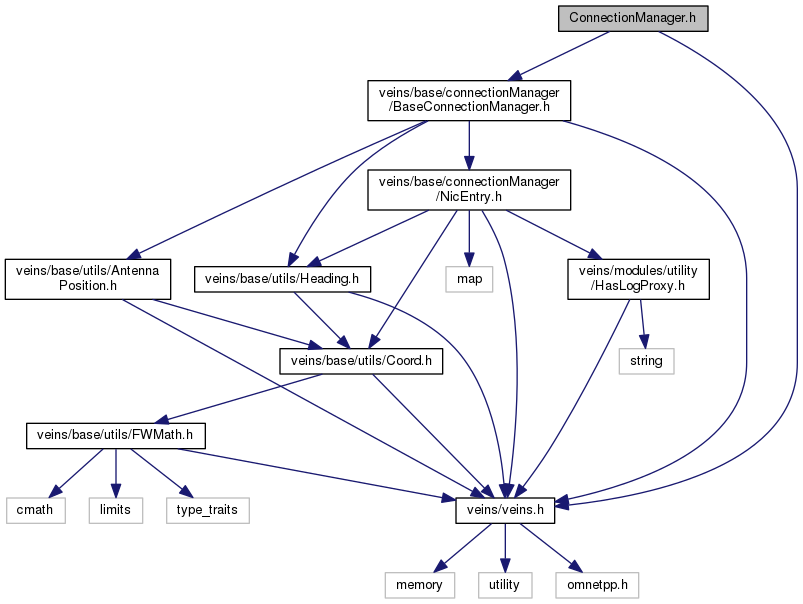 ConnectionManager.h
veins/base/connectionManager
/BaseConnectionManager.h
veins/base/connectionManager
/NicEntry.h
veins/base/utils/Antenna
Position.h
veins/base/utils/Heading.h
map
veins/modules/utility
/HasLogProxy.h
veins/base/utils/Coord.h
string
veins/base/utils/FWMath.h
cmath
limits
type_traits
veins/veins.h
memory
utility
omnetpp.h